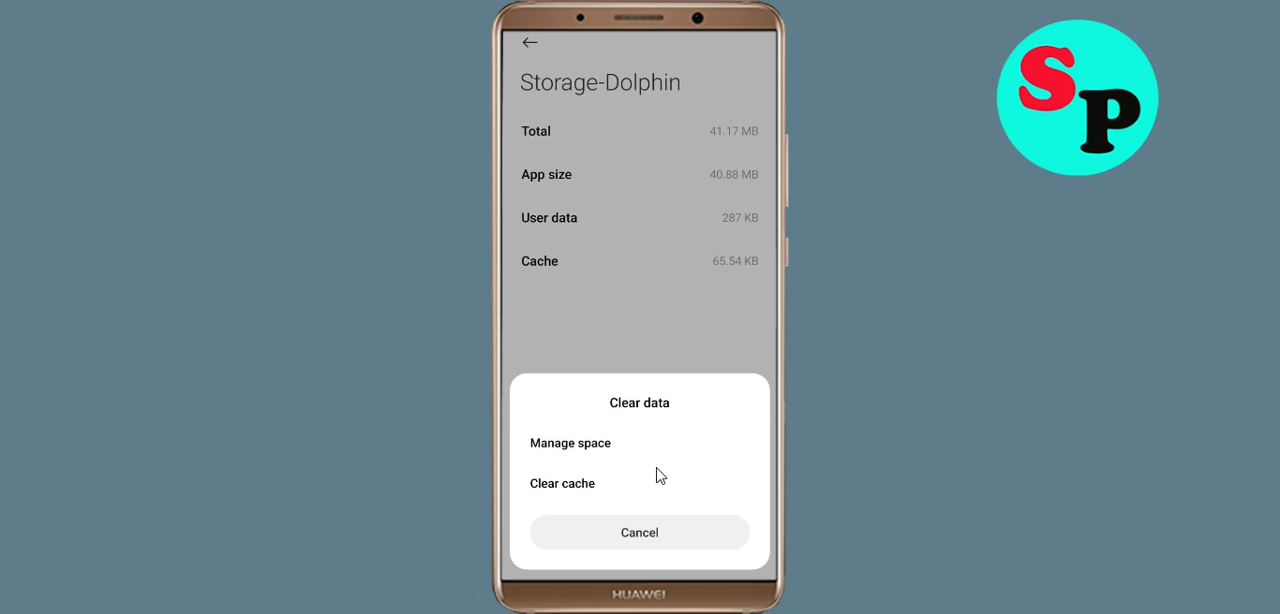 Storage-Dolphin
Total 41.17 MB
App size 40.88 MB
User data 287 KB
Cache 65.54 KB
Clear data
Manage space
Clear cache
Cancel
HUAWEI
SP